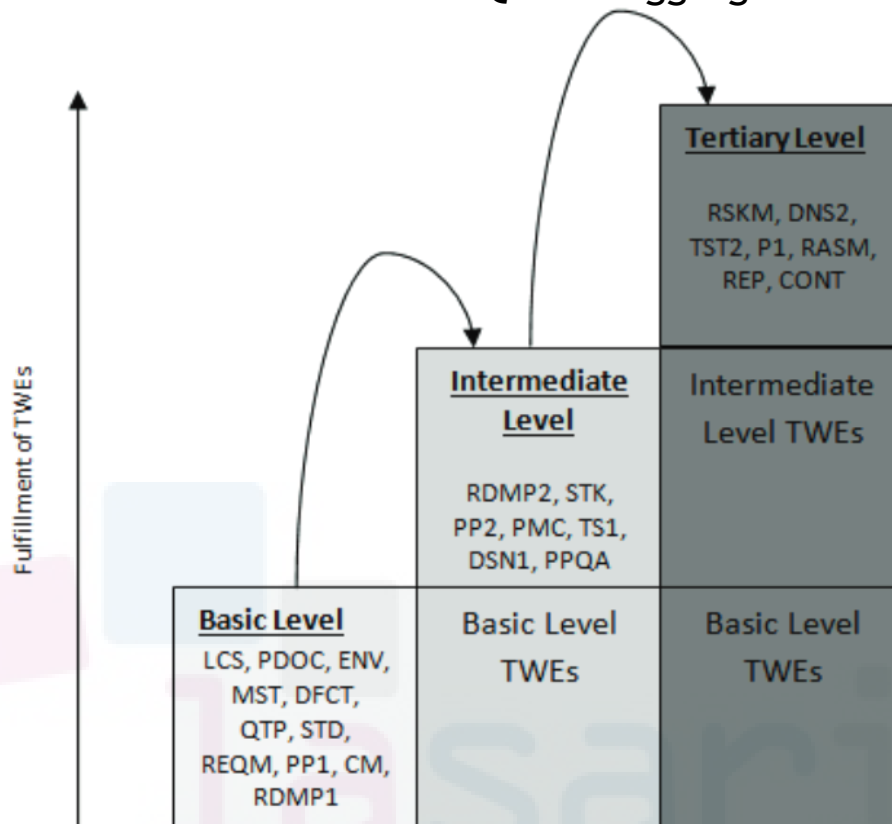 Fulfillment of TWEs
Tertiary Level
RSKM, DNS2,
TST2, P1, RASM,
REP, CONT
Intermediate
Level
RDMP2, STK,
PP2, PMC, TS1,
DSN1, PPQA
Intermediate
Level TWEs
Basic Level
LCS, PDOC, ENV,
MST, DFCT,
QTP, STD,
REQM, PP1, CM,
RDMP1
Basic Level
TWEs
Basic Level
TWEs